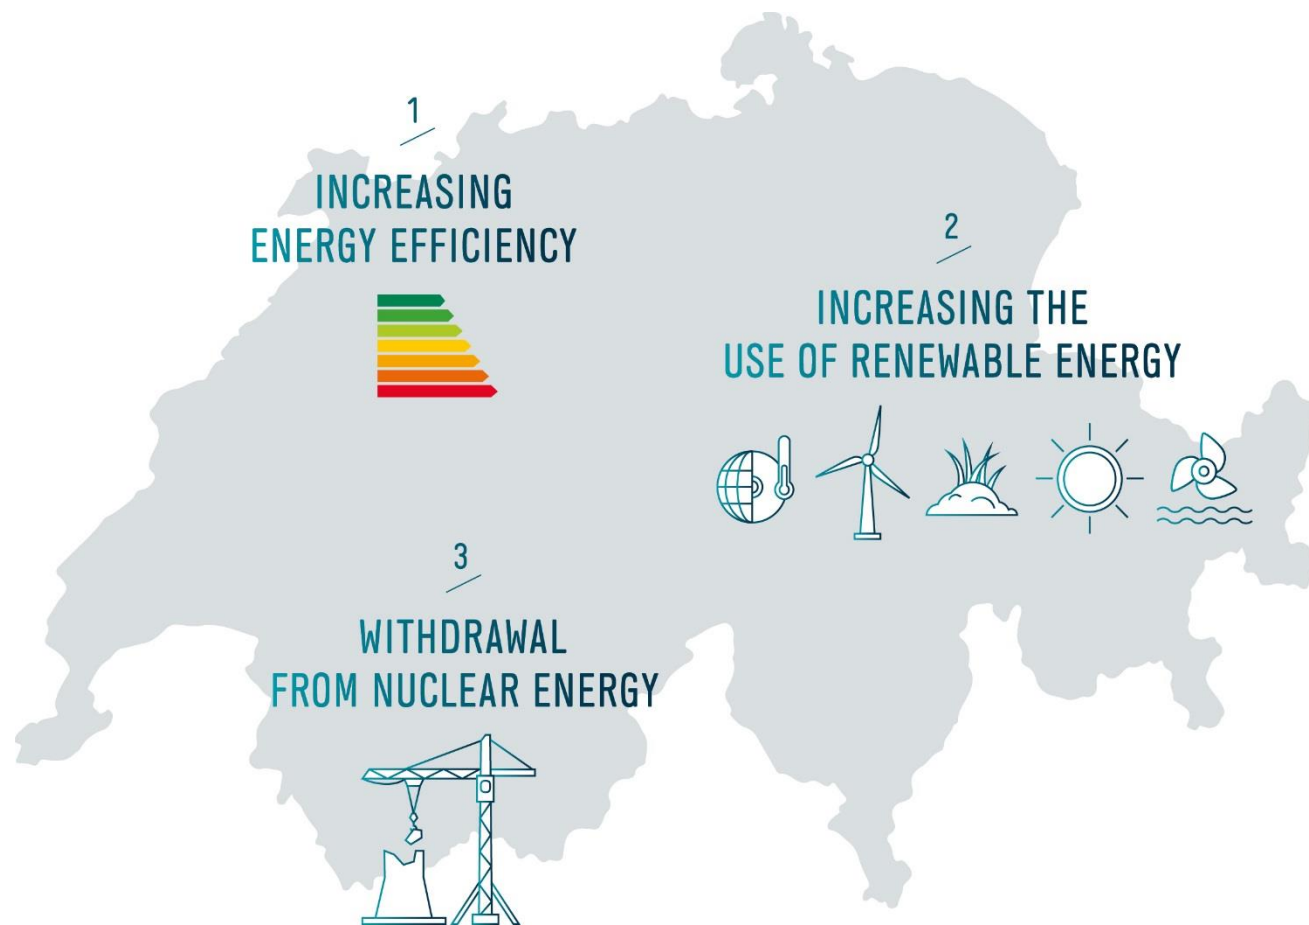 1
INCREASING
ENERGY EFFICIENCY
2
INCREASING THE
USE OF RENEWABLE ENERGY
3
WITHDRAWAL
FROM NUCLEAR ENERGY